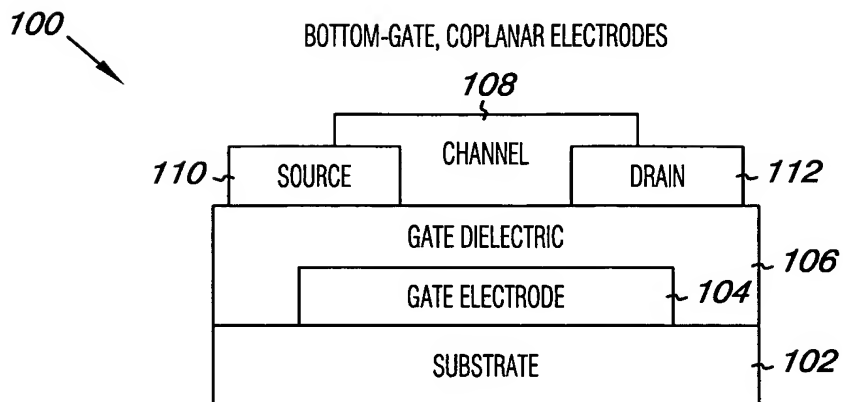 100
BOTTOM-GATE, COPLANAR ELECTRODES
108
CHANNEL
110
SOURCE
DRAIN
112
GATE DIELECTRIC
106
GATE ELECTRODE
104
SUBSTRATE
102